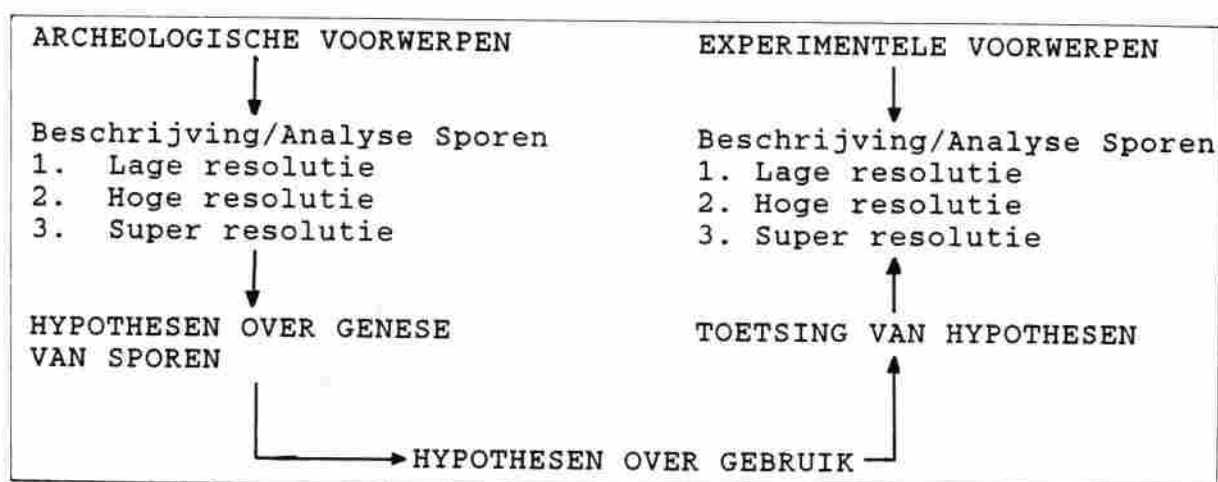 ARCHEOLOGISCHE VOORWERPEN
Beschrijving/Analyse Sporen
1. Lage resolutie
2. Hoge resolutie
3. Super resolutie
HYPOTHESEN OVER GENESE
VAN SPOREN
HYPOTHESEN OVER GEBRUIK
TOETSING VAN HYPOTHESEN
EXPERIMENTELE VOORWERPEN
Beschrijving/Analyse Sporen
1. Lage resolutie
2. Hoge resolutie
3. Super resolutie